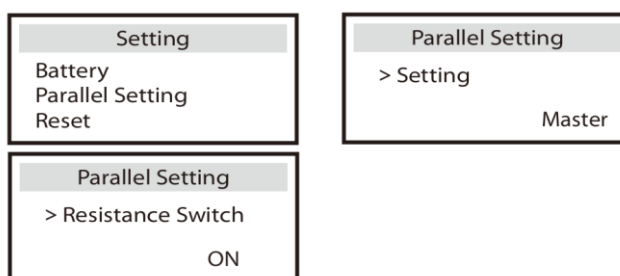 Setting
Battery
Parallel Setting
Reset
Parallel Setting
> Setting
Master
Parallel Setting
> Resistance Switch
ON